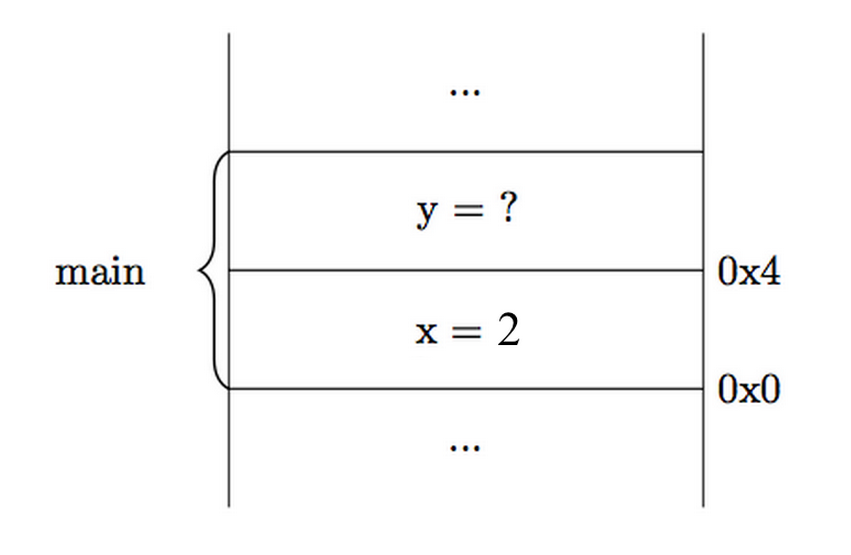 ...
y = ?
main
0x4
x = 2
0x0
...